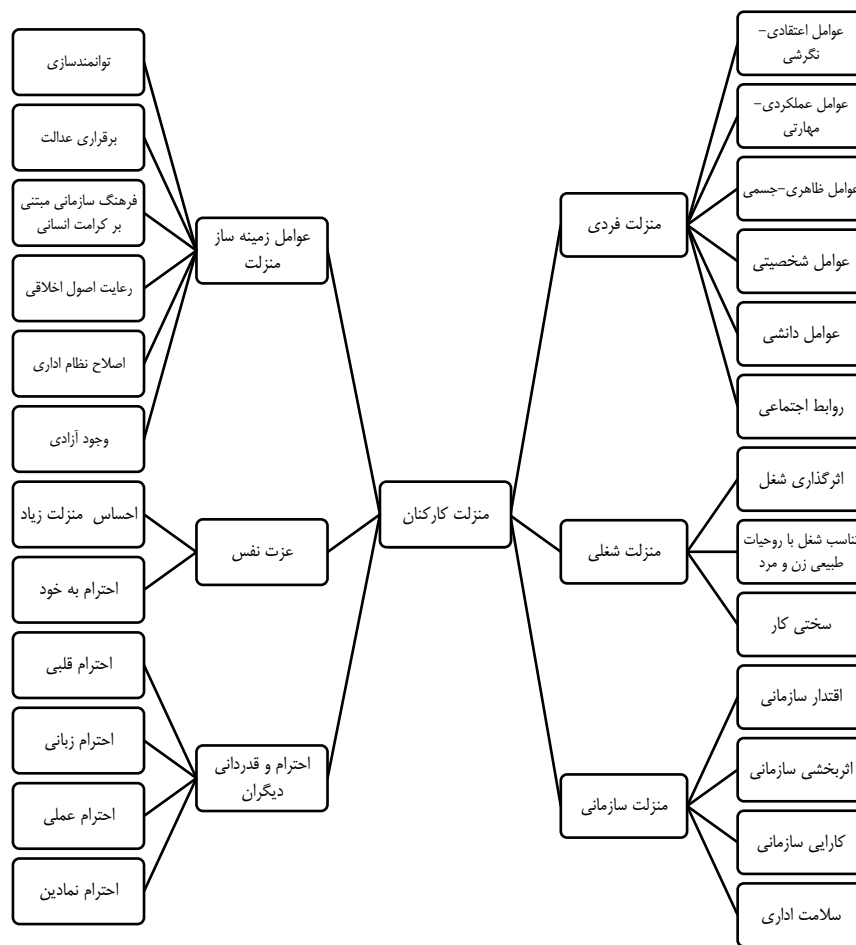 عوامل اعتقادی-
نگرشی
عوامل عملکردی-
مهارتی
عوامل ظاهری-جسمی
عوامل شخصیتی
عوامل دانشی
روابط اجتماعی
منزلت فردی
اثرگذاری شغل
تناسب شغل با روحیات
طبیعی زن و مرد
سختی کار
منزلت شغلی
اقتدار سازمانی
اثربخشی سازمانی
کارایی سازمانی
سلامت اداری
منزلت سازمانی
منزلت کارکنان
عوامل زمینه ساز
منزلت
توانمندسازی
برقراری عدالت
فرهنگ سازمانی مبتنی
بر کرامت انسانی
رعایت اصول اخلاقی
اصلاح نظام اداری
وجود آزادی
عزت نفس
احساس منزلت زیاد
احترام به خود
احترام و قدردانی
دیگران
احترام قلبی
احترام زبانی
احترام عملی
احترام نمادین